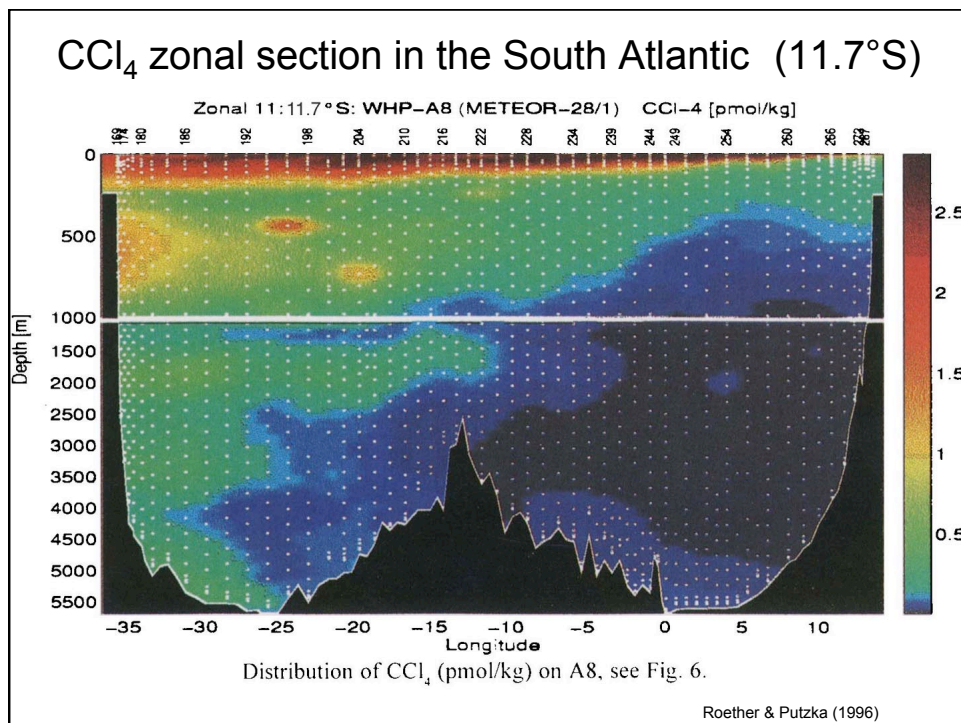 CCl₄ zonal section in the South Atlantic (11.7°S)
Zonal 11:11.7°S: WHP-A8 (METEOR-28/1) CCl-4 [pmol/kg]
174 180 186 192 198 204 210 216 222 228 234 239 244 249 254 260 266
0
500
1000
1500
2000
2500
3000
3500
4000
4500
5000
5500
Depth [m]
2.5
2
1.5
1
0.5
-35 -30 -25 -20 -15 -10 -5 0 5 10
Longitude
Distribution of CCl₄ (pmol/kg) on A8, see Fig. 6.
Roether & Putzka (1996)